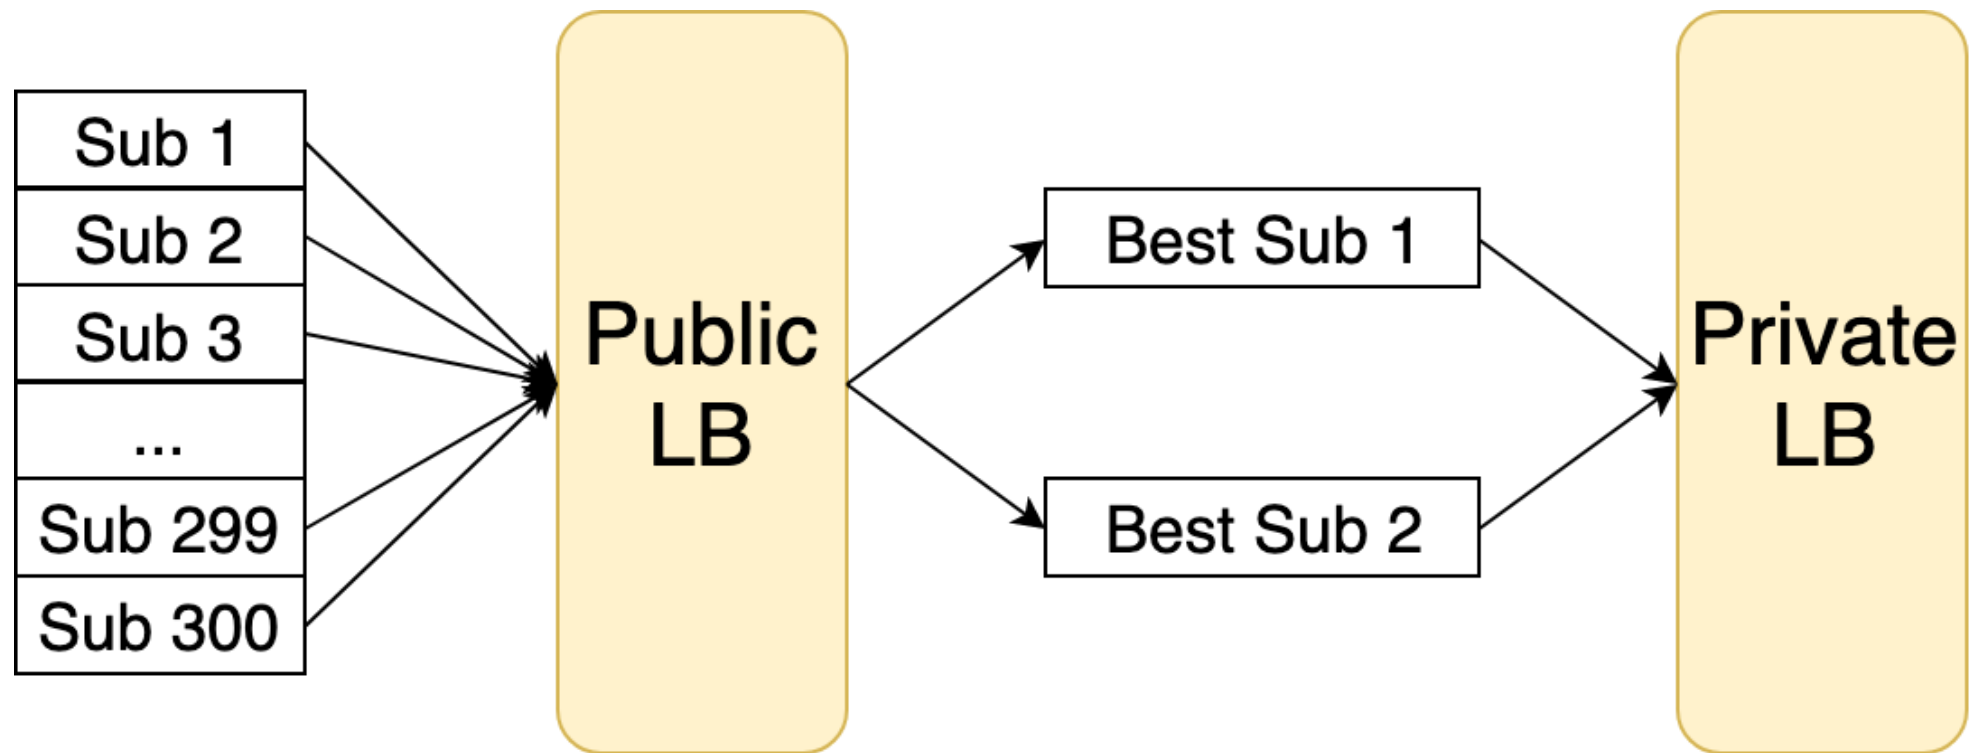 Sub 1
Sub 2
Sub 3
...
Sub 299
Sub 300
Public
LB
Best Sub 1
Best Sub 2
Private
LB